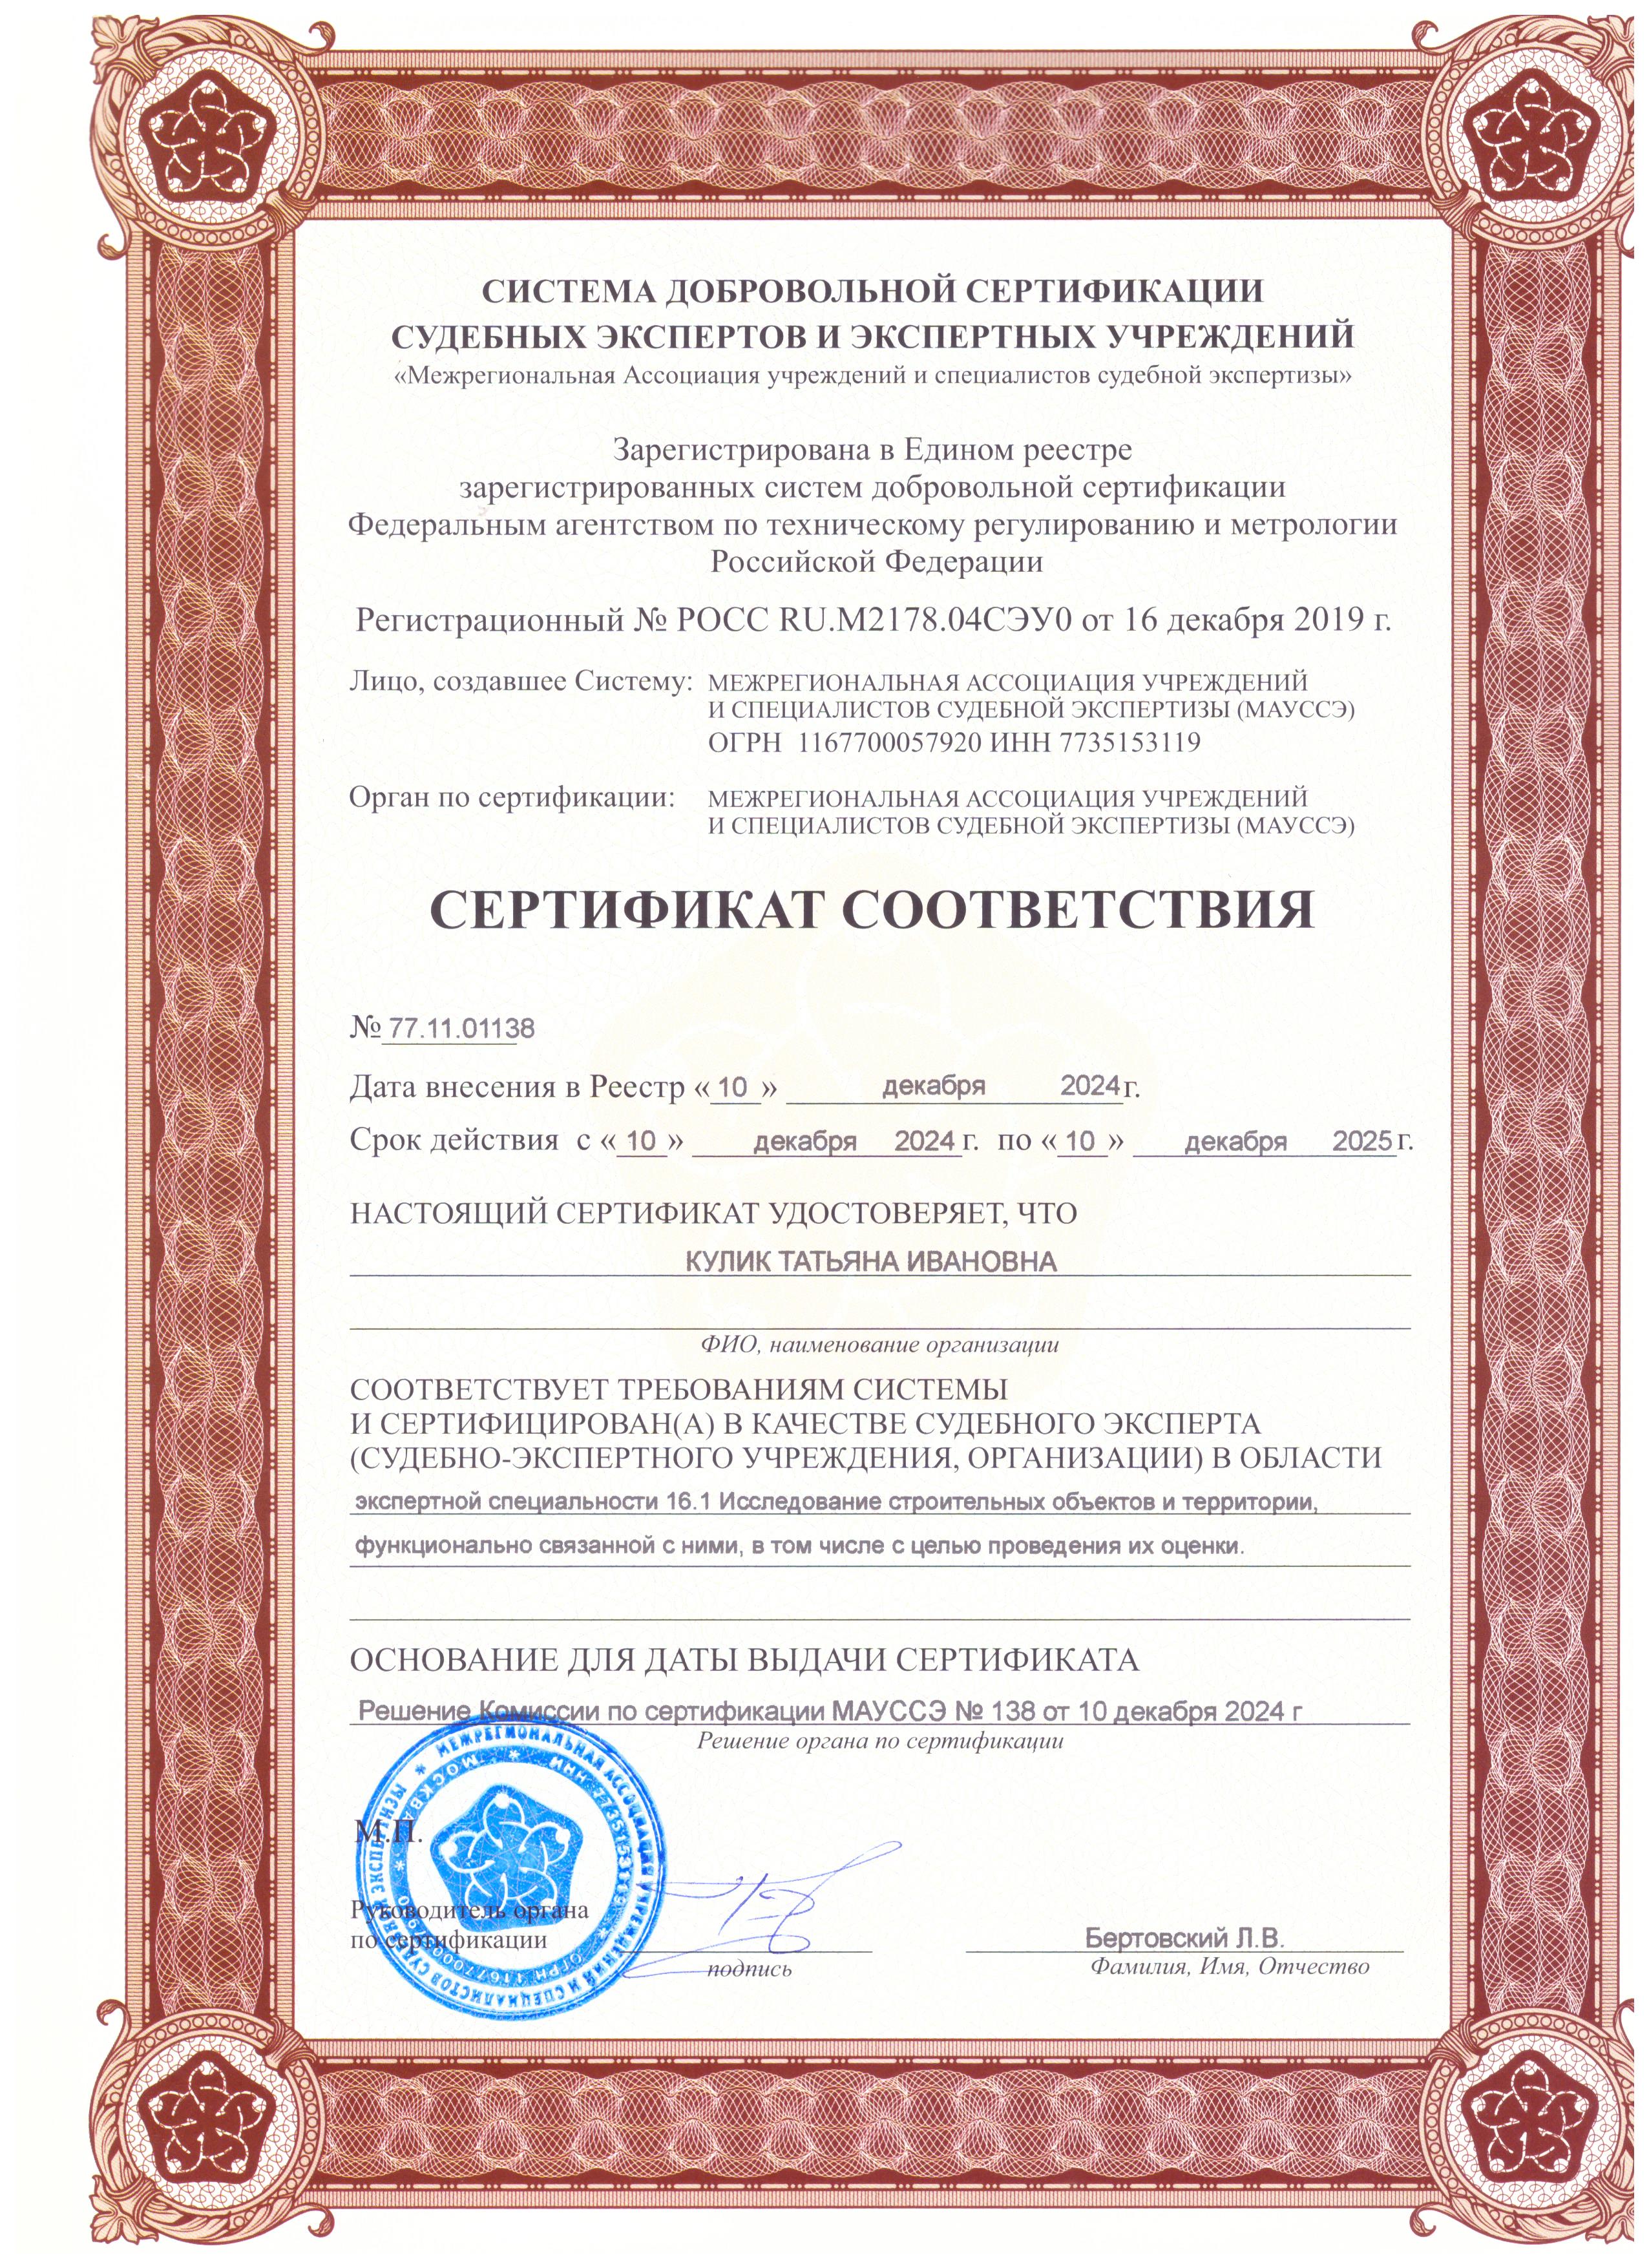 СИСТЕМА ДОБРОВОЛЬНОЙ СЕРТИФИКАЦИИ
СУДЕБНЫХ ЭКСПЕРТОВ И ЭКСПЕРТНЫХ УЧРЕЖДЕНИЙ
«Межрегиональная Ассоциация учреждений и специалистов судебной экспертизы»
Зарегистрирована в Едином реестре
зарегистрированных систем добровольной сертификации
Федеральным агентством по техническому регулированию и метрологии
Российской Федерации
Регистрационный № РОСС RU.М2178.04СЭУ0 от 16 декабря 2019 г.
Лицо, создавшее Систему: МЕЖРЕГИОНАЛЬНАЯ АССОЦИАЦИЯ УЧРЕЖДЕНИЙ
И СПЕЦИАЛИСТОВ СУДЕБНОЙ ЭКСПЕРТИЗЫ (МАУССЭ)
ОГРН 1167700057920 ИНН 7735153119
Орган по сертификации: МЕЖРЕГИОНАЛЬНАЯ АССОЦИАЦИЯ УЧРЕЖДЕНИЙ
И СПЕЦИАЛИСТОВ СУДЕБНОЙ ЭКСПЕРТИЗЫ (МАУССЭ)
СЕРТИФИКАТ СООТВЕТСТВИЯ
№ 77.11.01138
Дата внесения в Реестр « 10 » декабря 2024 г.
Срок действия с « 10 » декабря 2024 г. по « 10 » декабря 2025 г.
НАСТОЯЩИЙ СЕРТИФИКАТ УДОСТОВЕРЯЕТ, ЧТО
КУЛИК ТАТЬЯНА ИВАНОВНА
ФИО, наименование организации
СООТВЕТСТВУЕТ ТРЕБОВАНИЯМ СИСТЕМЫ
И СЕРТИФИЦИРОВАН(А) В КАЧЕСТВЕ СУДЕБНОГО ЭКСПЕРТА
(СУДЕБНО-ЭКСПЕРТНОГО УЧРЕЖДЕНИЯ, ОРГАНИЗАЦИИ) В ОБЛАСТИ
экспертной специальности 16.1 Исследование строительных объектов и территории,
функционально связанной с ними, в том числе с целью проведения их оценки.
ОСНОВАНИЕ ДЛЯ ДАТЫ ВЫДАЧИ СЕРТИФИКАТА
Решение Комиссии по сертификации МАУССЭ № 138 от 10 декабря 2024 г
Решение органа по сертификации
МЕЖРЕГИОНАЛЬНАЯ АССОЦИАЦИЯ УЧРЕЖДЕНИЙ И СПЕЦИАЛИСТОВ СУДЕБНОЙ ЭКСПЕРТИЗЫ
МОСКВА
М.П.
Руководитель органа
по сертификации
подпись
Бертовский Л.В.
Фамилия, Имя, Отчество